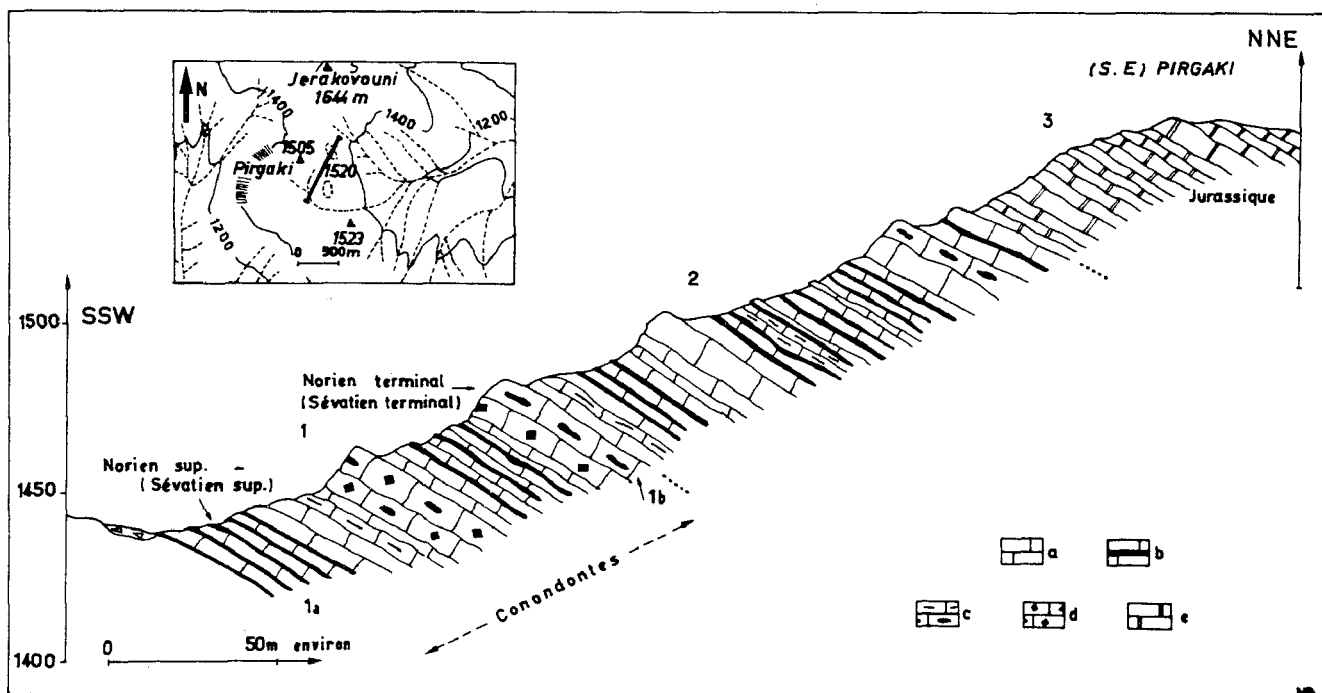 NNE
(S.E) PIRGAKI
3
Jurassique
N
Jerakovouni
1644 m
1400
1400
1200
1505
Pirgaki
1520
1200
1523
0 300m
2
1500
SSW
Norien terminal
(Sévatien terminal)
1
Norien sup. –
(Sévatien sup.)
1450
1b
1a
Conondontes
0 50m environ
1400
a
b
c
d
e